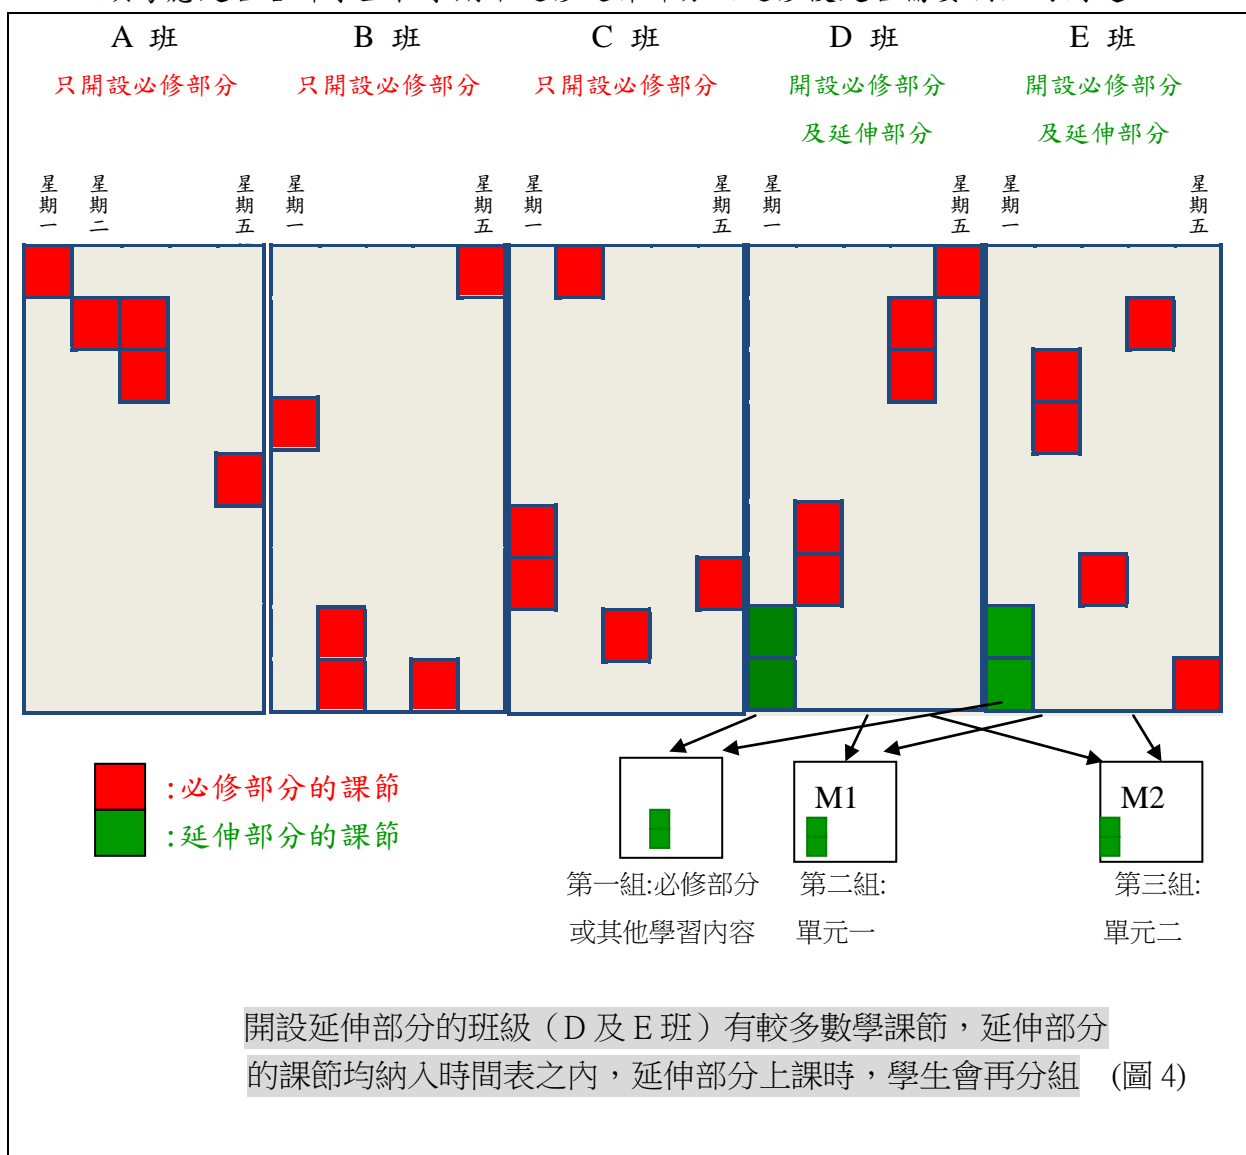 A 班 B 班 C 班 D 班 E 班
只開設必修部分 只開設必修部分 只開設必修部分 開設必修部分 開設必修部分
及延伸部分 及延伸部分
星期一 星期二 星期五 星期一 星期五 星期一 星期五 星期一 星期五 星期一 星期五
:必修部分的課節
:延伸部分的課節
M1 M2
第一組:必修部分 第二組: 第三組:
或其他學習內容 單元一 單元二
開設延伸部分的班級（D 及 E 班）有較多數學課節，延伸部分
的課節均納入時間表之內，延伸部分上課時，學生會再分組 (圖 4)